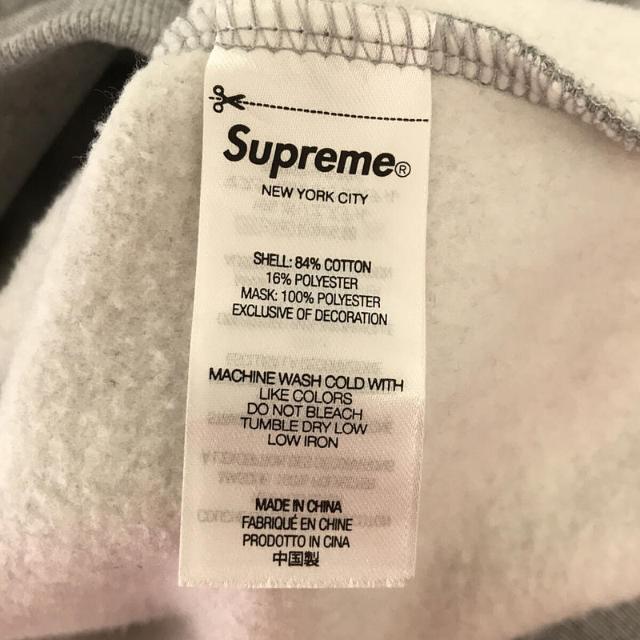 Supreme®
NEW YORK CITY
SHELL: 84% COTTON
16% POLYESTER
MASK: 100% POLYESTER
EXCLUSIVE OF DECORATION
MACHINE WASH COLD WITH
LIKE COLORS
DO NOT BLEACH
TUMBLE DRY LOW
LOW IRON
MADE IN CHINA
FABRIQUÉ EN CHINE
PRODOTTO IN CINA
中国製